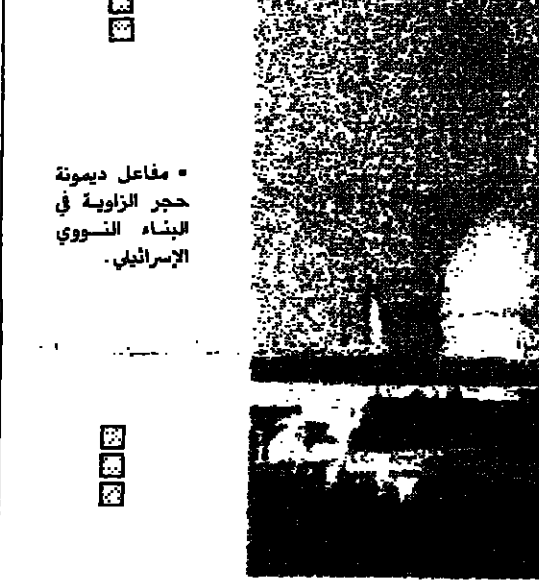 ▪ مفاعل ديمونة
حجر الزاوية في
البناء النووي
الإسرائيلي.